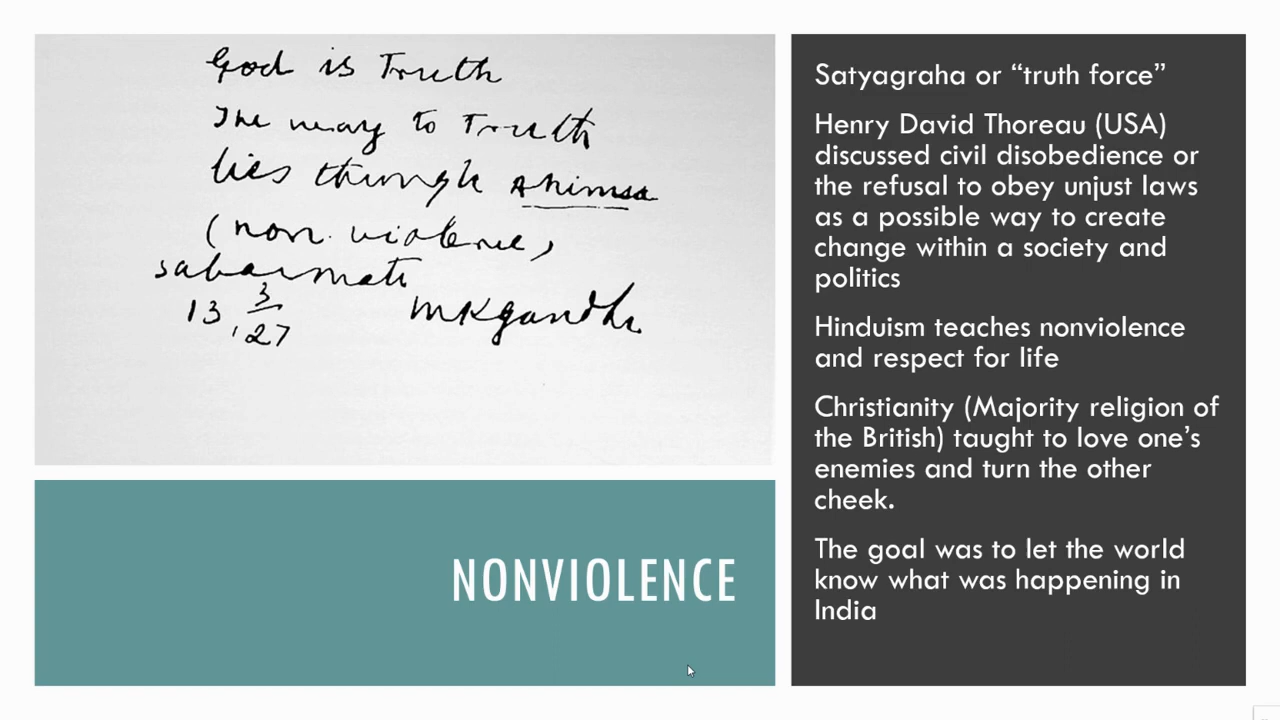 God is Truth
The way to Truth
lies through ahimsa
(non-violence)
Sabarmati
13 3/27
MKGandhi
NONVIOLENCE
Satyagraha or “truth force”
Henry David Thoreau (USA)
discussed civil disobedience or
the refusal to obey unjust laws
as a possible way to create
change within a society and
politics
Hinduism teaches nonviolence
and respect for life
Christianity (Majority religion of
the British) taught to love one’s
enemies and turn the other
cheek.
The goal was to let the world
know what was happening in
India